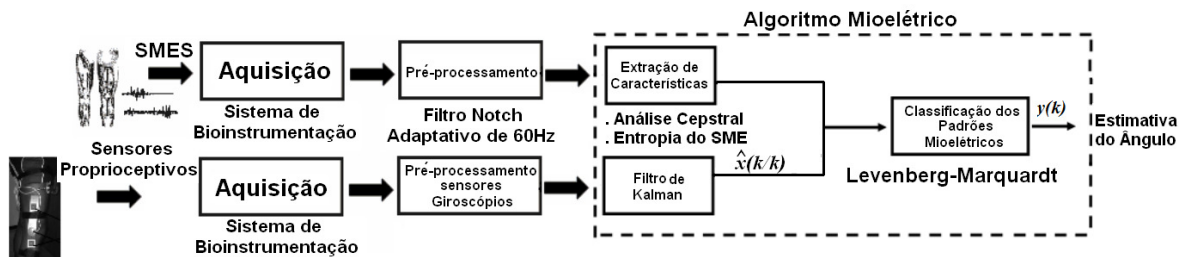 Algoritmo Mioelétrico
SMES
Aquisição
Sistema de
Bioinstrumentação
Pré-processamento
Filtro Notch
Adaptativo de 60Hz
Extração de
Características
. Análise Cepstral
. Entropia do SME
Sensores
Proprioceptivos
Aquisição
Sistema de
Bioinstrumentação
Pré-processamento
sensores
Giroscópios
Filtro de
Kalman
x̂(k/k)
Classificação dos
Padrões
Mioelétricos
Levenberg-Marquardt
y(k)
Estimativa
do Ângulo